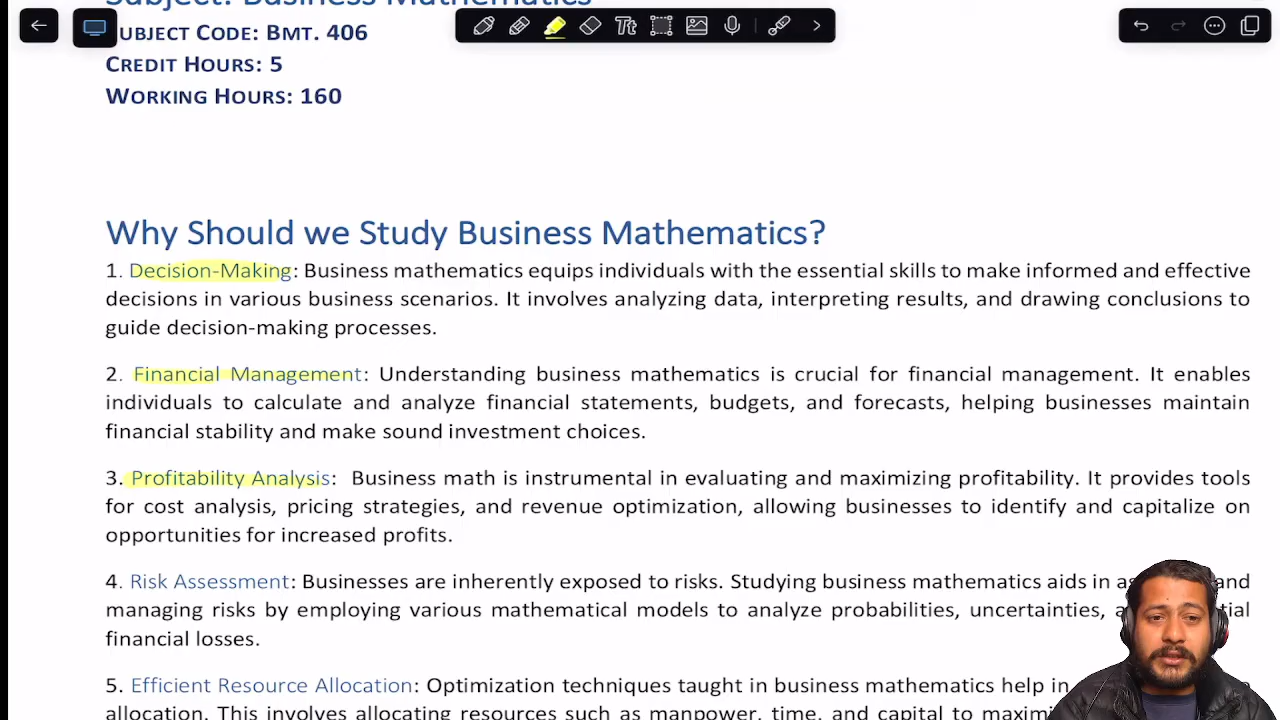 Subject: Business Mathematics
SUBJECT CODE: BMT. 406
CREDIT HOURS: 5
WORKING HOURS: 160
Tt
Why Should we Study Business Mathematics?
1. Decision-Making: Business mathematics equips individuals with the essential skills to make informed and effective
decisions in various business scenarios. It involves analyzing data, interpreting results, and drawing conclusions to
guide decision-making processes.
2. Financial Management: Understanding business mathematics is crucial for financial management. It enables
individuals to calculate and analyze financial statements, budgets, and forecasts, helping businesses maintain
financial stability and make sound investment choices.
3. Profitability Analysis: Business math is instrumental in evaluating and maximizing profitability. It provides tools
for cost analysis, pricing strategies, and revenue optimization, allowing businesses to identify and capitalize on
opportunities for increased profits.
4. Risk Assessment: Businesses are inherently exposed to risks. Studying business mathematics aids in and
managing risks by employing various mathematical models to analyze probabilities, uncertainties,
financial losses.
5. Efficient Resource Allocation: Optimization techniques taught in business mathematics help in
allocation. This involves allocating resources such as manpower, time, and capital to